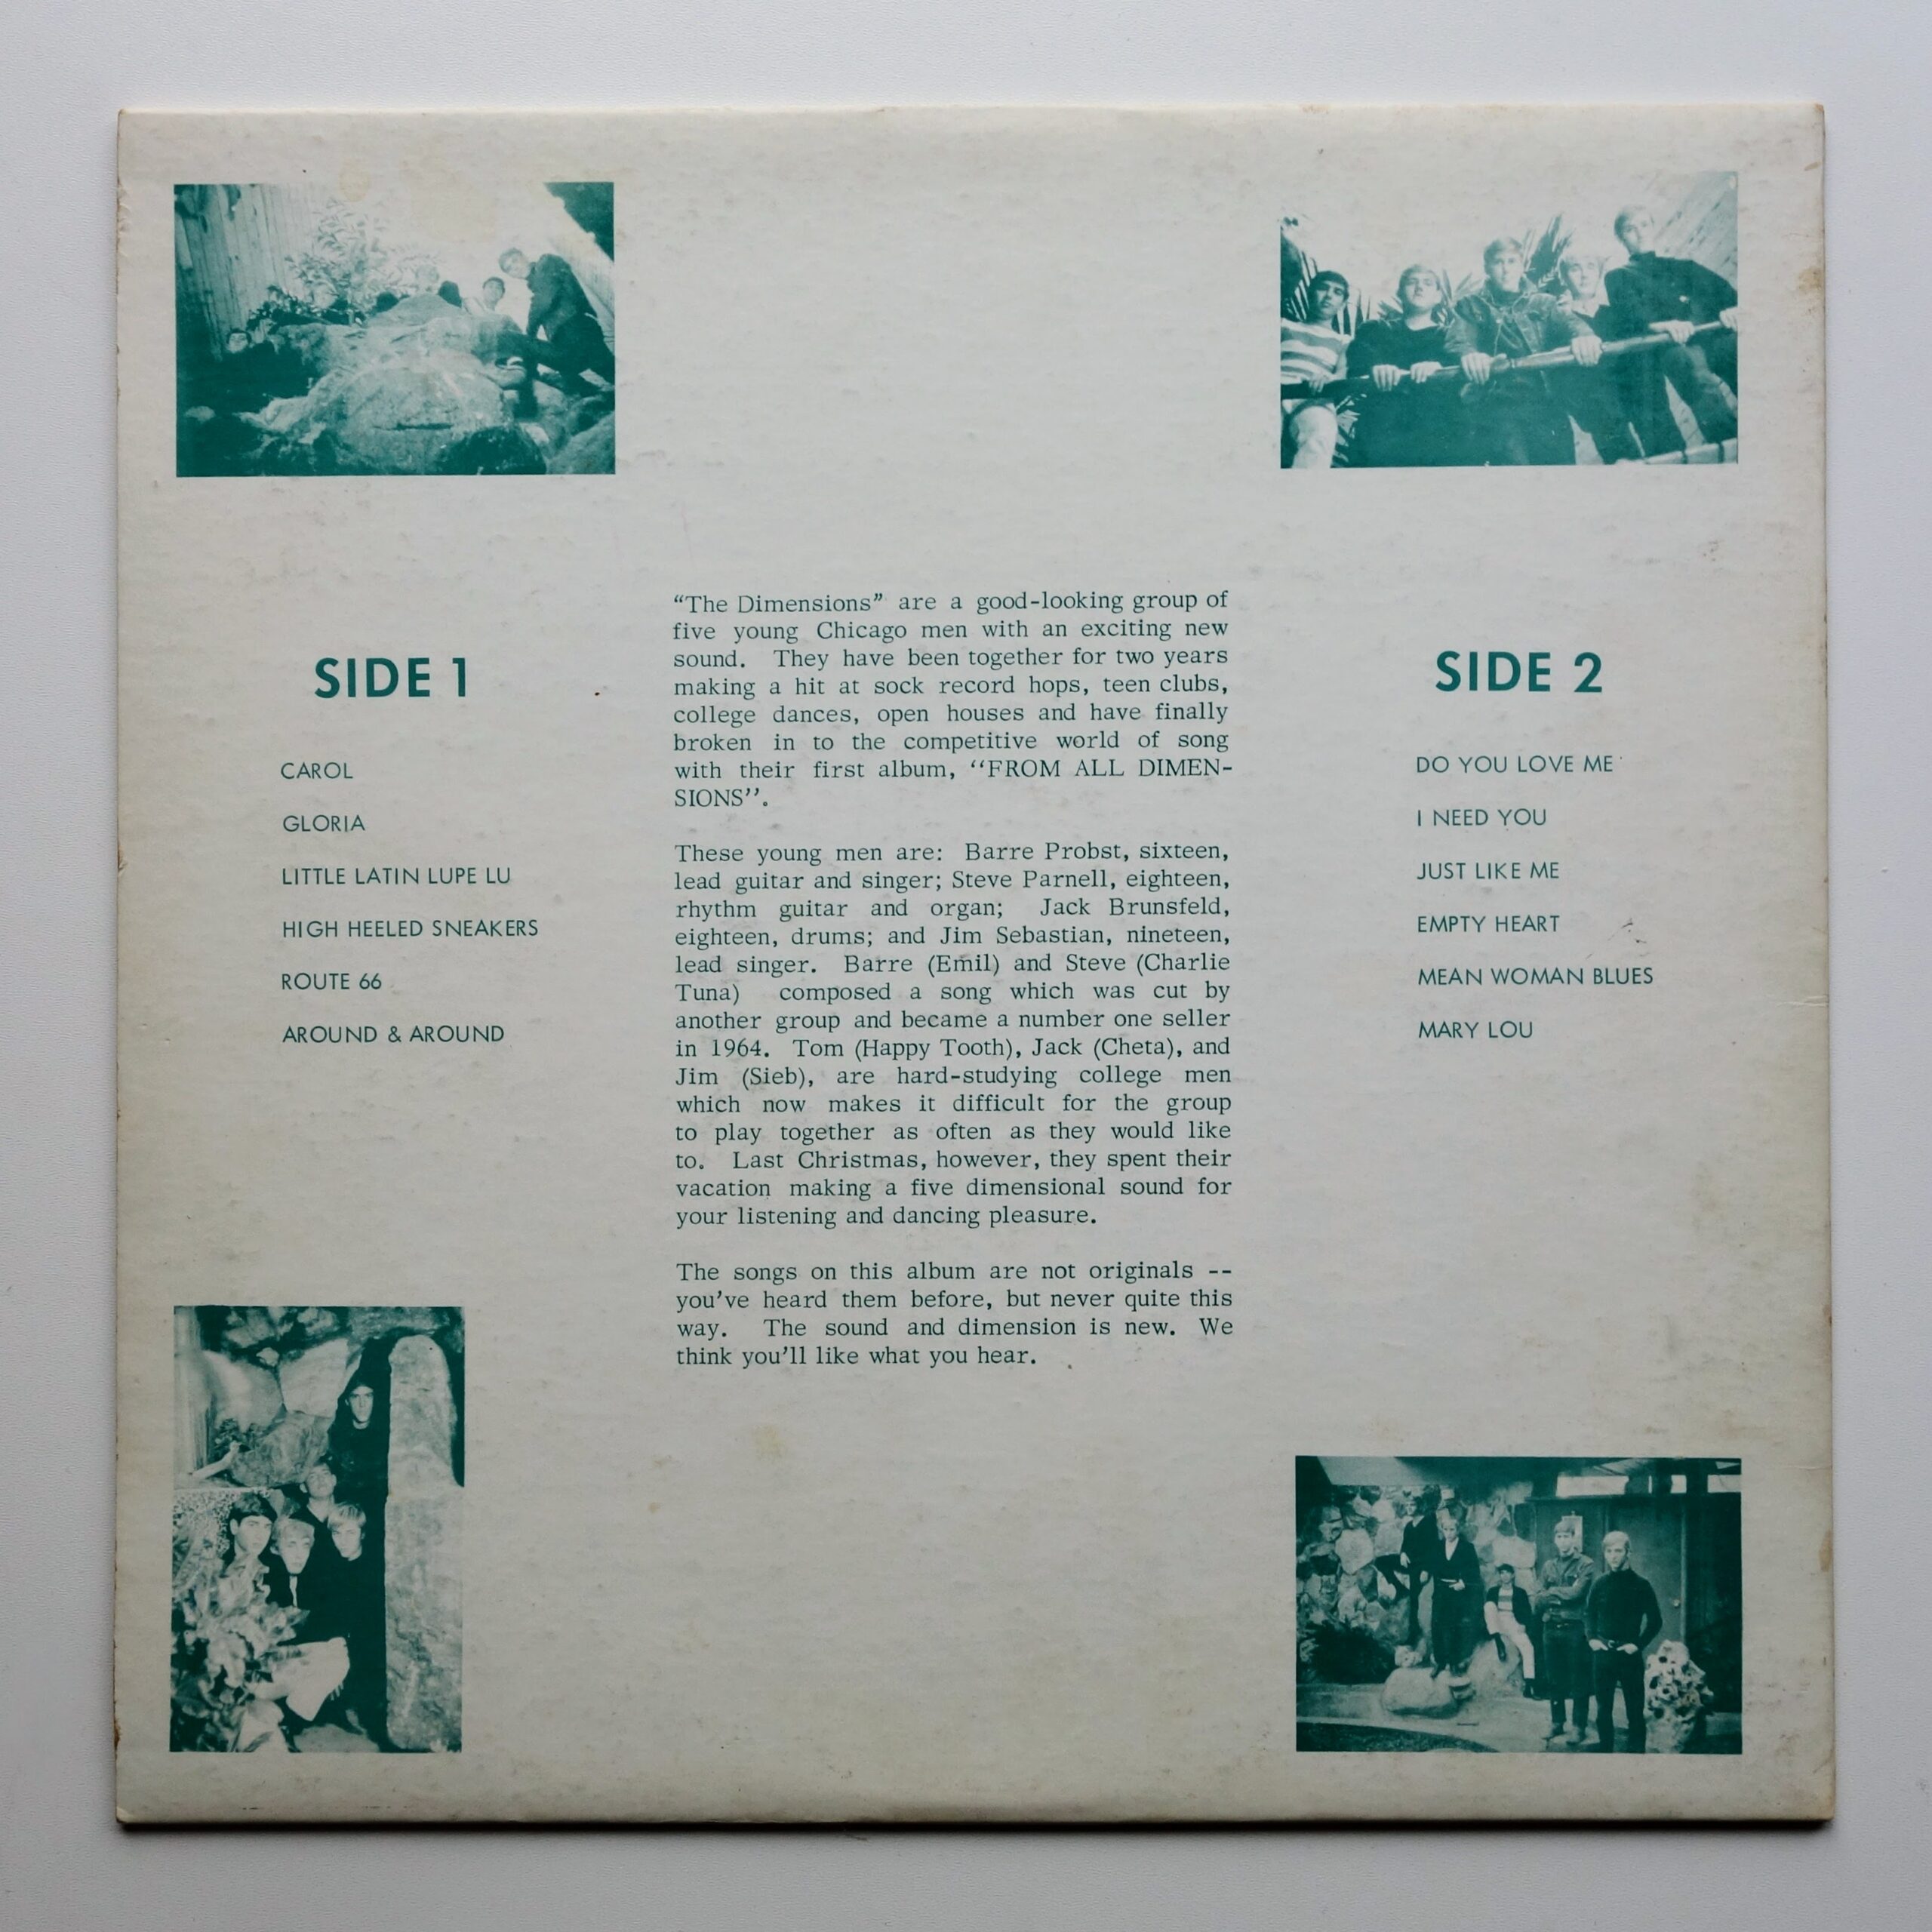 SIDE 1
CAROL
GLORIA
LITTLE LATIN LUPE LU
HIGH HEELED SNEAKERS
ROUTE 66
AROUND & AROUND
“The Dimensions” are a good-looking group of
five young Chicago men with an exciting new
sound. They have been together for two years
making a hit at sock record hops, teen clubs,
college dances, open houses and have finally
broken in to the competitive world of song
with their first album, “FROM ALL DIMEN-
SIONS”.
These young men are: Barre Probst, sixteen,
lead guitar and singer; Steve Parnell, eighteen,
rhythm guitar and organ; Jack Brunsfeld,
eighteen, drums; and Jim Sebastian, nineteen,
lead singer. Barre (Emil) and Steve (Charlie
Tuna) composed a song which was cut by
another group and became a number one seller
in 1964. Tom (Happy Tooth), Jack (Cheta), and
Jim (Sieb), are hard-studying college men
which now makes it difficult for the group
to play together as often as they would like
to. Last Christmas, however, they spent their
vacation making a five dimensional sound for
your listening and dancing pleasure.
The songs on this album are not originals --
you’ve heard them before, but never quite this
way. The sound and dimension is new. We
think you’ll like what you hear.
SIDE 2
DO YOU LOVE ME
I NEED YOU
JUST LIKE ME
EMPTY HEART
MEAN WOMAN BLUES
MARY LOU